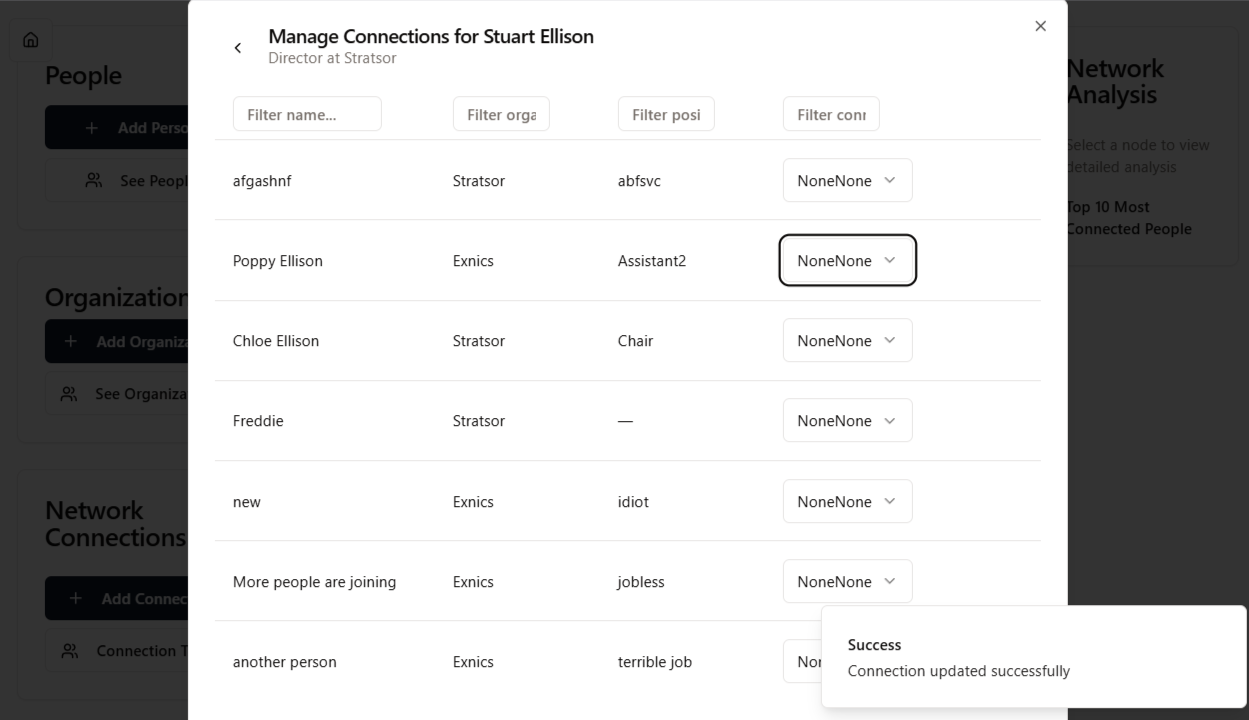 Manage Connections for Stuart Ellison
Director at Stratsor
People
Add Perso
See Peopl
Organization
Add Organiza
See Organiza
Network
Connections
Add Connec
Connection T
Filter name...
Filter orga
Filter posi
Filter conn
afgashnf Stratsor abfsvc NoneNone
Poppy Ellison Exnics Assistant2 NoneNone
Chloe Ellison Stratsor Chair NoneNone
Freddie Stratsor — NoneNone
new Exnics idiot NoneNone
More people are joining Exnics jobless NoneNone
another person Exnics terrible job Non
Network
Analysis
Select a node to view
detailed analysis
Top 10 Most
Connected People
Success
Connection updated successfully